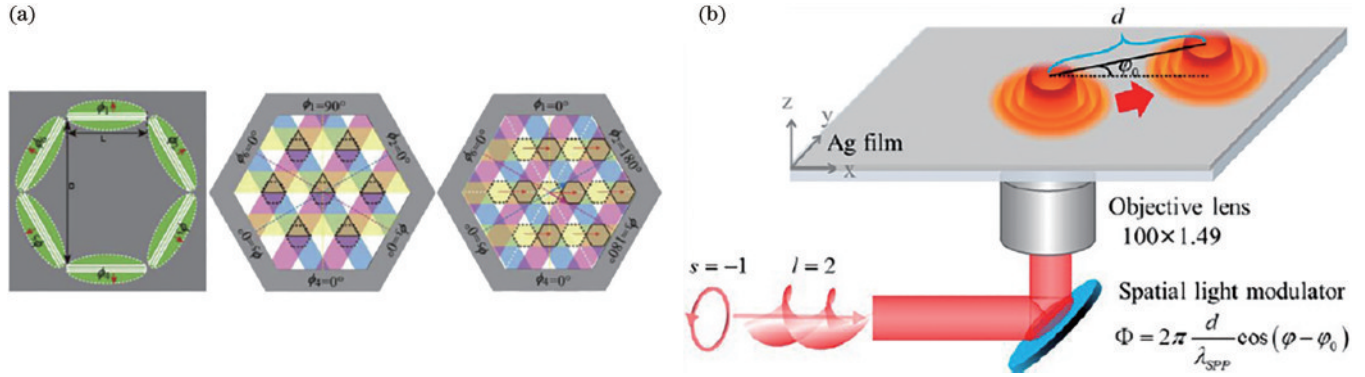 (a)
ϕ₁
L
D
ϕ₁=90°
ϕ₆=0°
ϕ₂=0°
ϕ₅=0°
ϕ₃=0°
ϕ₄=0°
ϕ₁=0°
ϕ₆=0°
ϕ₂=180°
ϕ₅=0°
ϕ₃=180°
ϕ₄=0°
(b)
d
φ₀
z
y
x
Ag film
Objective lens
100×1.49
s = −1
l = 2
Spatial light modulator
Φ = 2π d/λ_SPP cos(φ − φ₀)